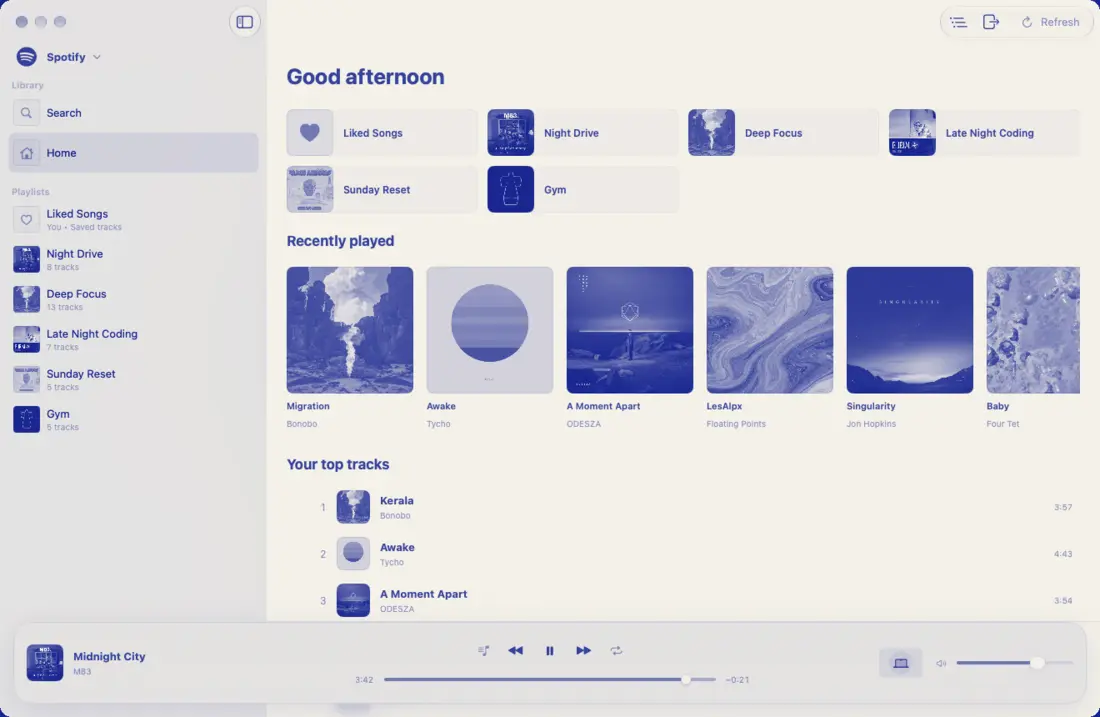 Spotify
Refresh
Library
Search
Home
Playlists
Liked Songs
You • Saved tracks
Night Drive
8 tracks
Deep Focus
13 tracks
Late Night Coding
7 tracks
Sunday Reset
5 tracks
Gym
5 tracks
Good afternoon
Liked Songs
Night Drive
Deep Focus
Late Night Coding
Sunday Reset
Gym
Recently played
SINGULARITY
Migration
Bonobo
Awake
Tycho
A Moment Apart
ODESZA
LesAlpx
Floating Points
Singularity
Jon Hopkins
Baby
Four Tet
Your top tracks
1
Kerala
Bonobo
3:57
2
Awake
Tycho
4:43
3
A Moment Apart
ODESZA
3:54
Midnight City
M83
3:42
-0:21